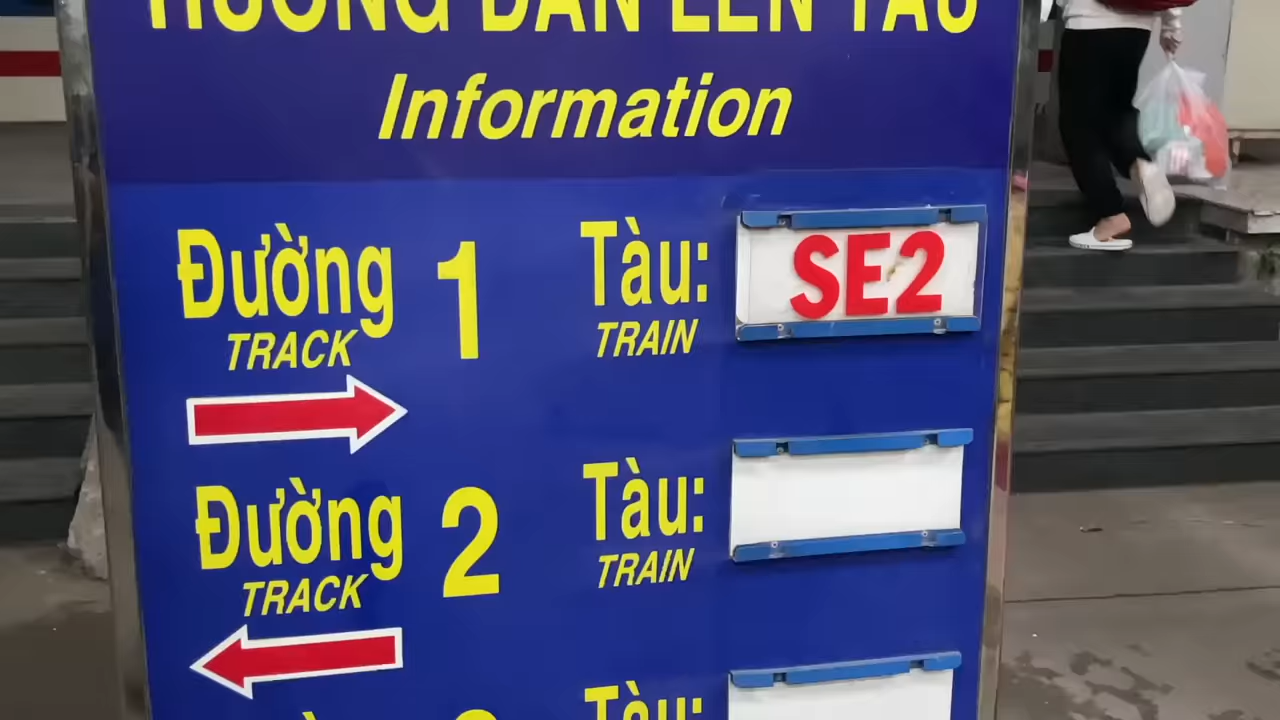 HƯỚNG DẪN LÊN TÀU
Information
Đường 1 Tàu: SE2
TRACK TRAIN
Đường 2 Tàu:
TRACK TRAIN
Tàu: